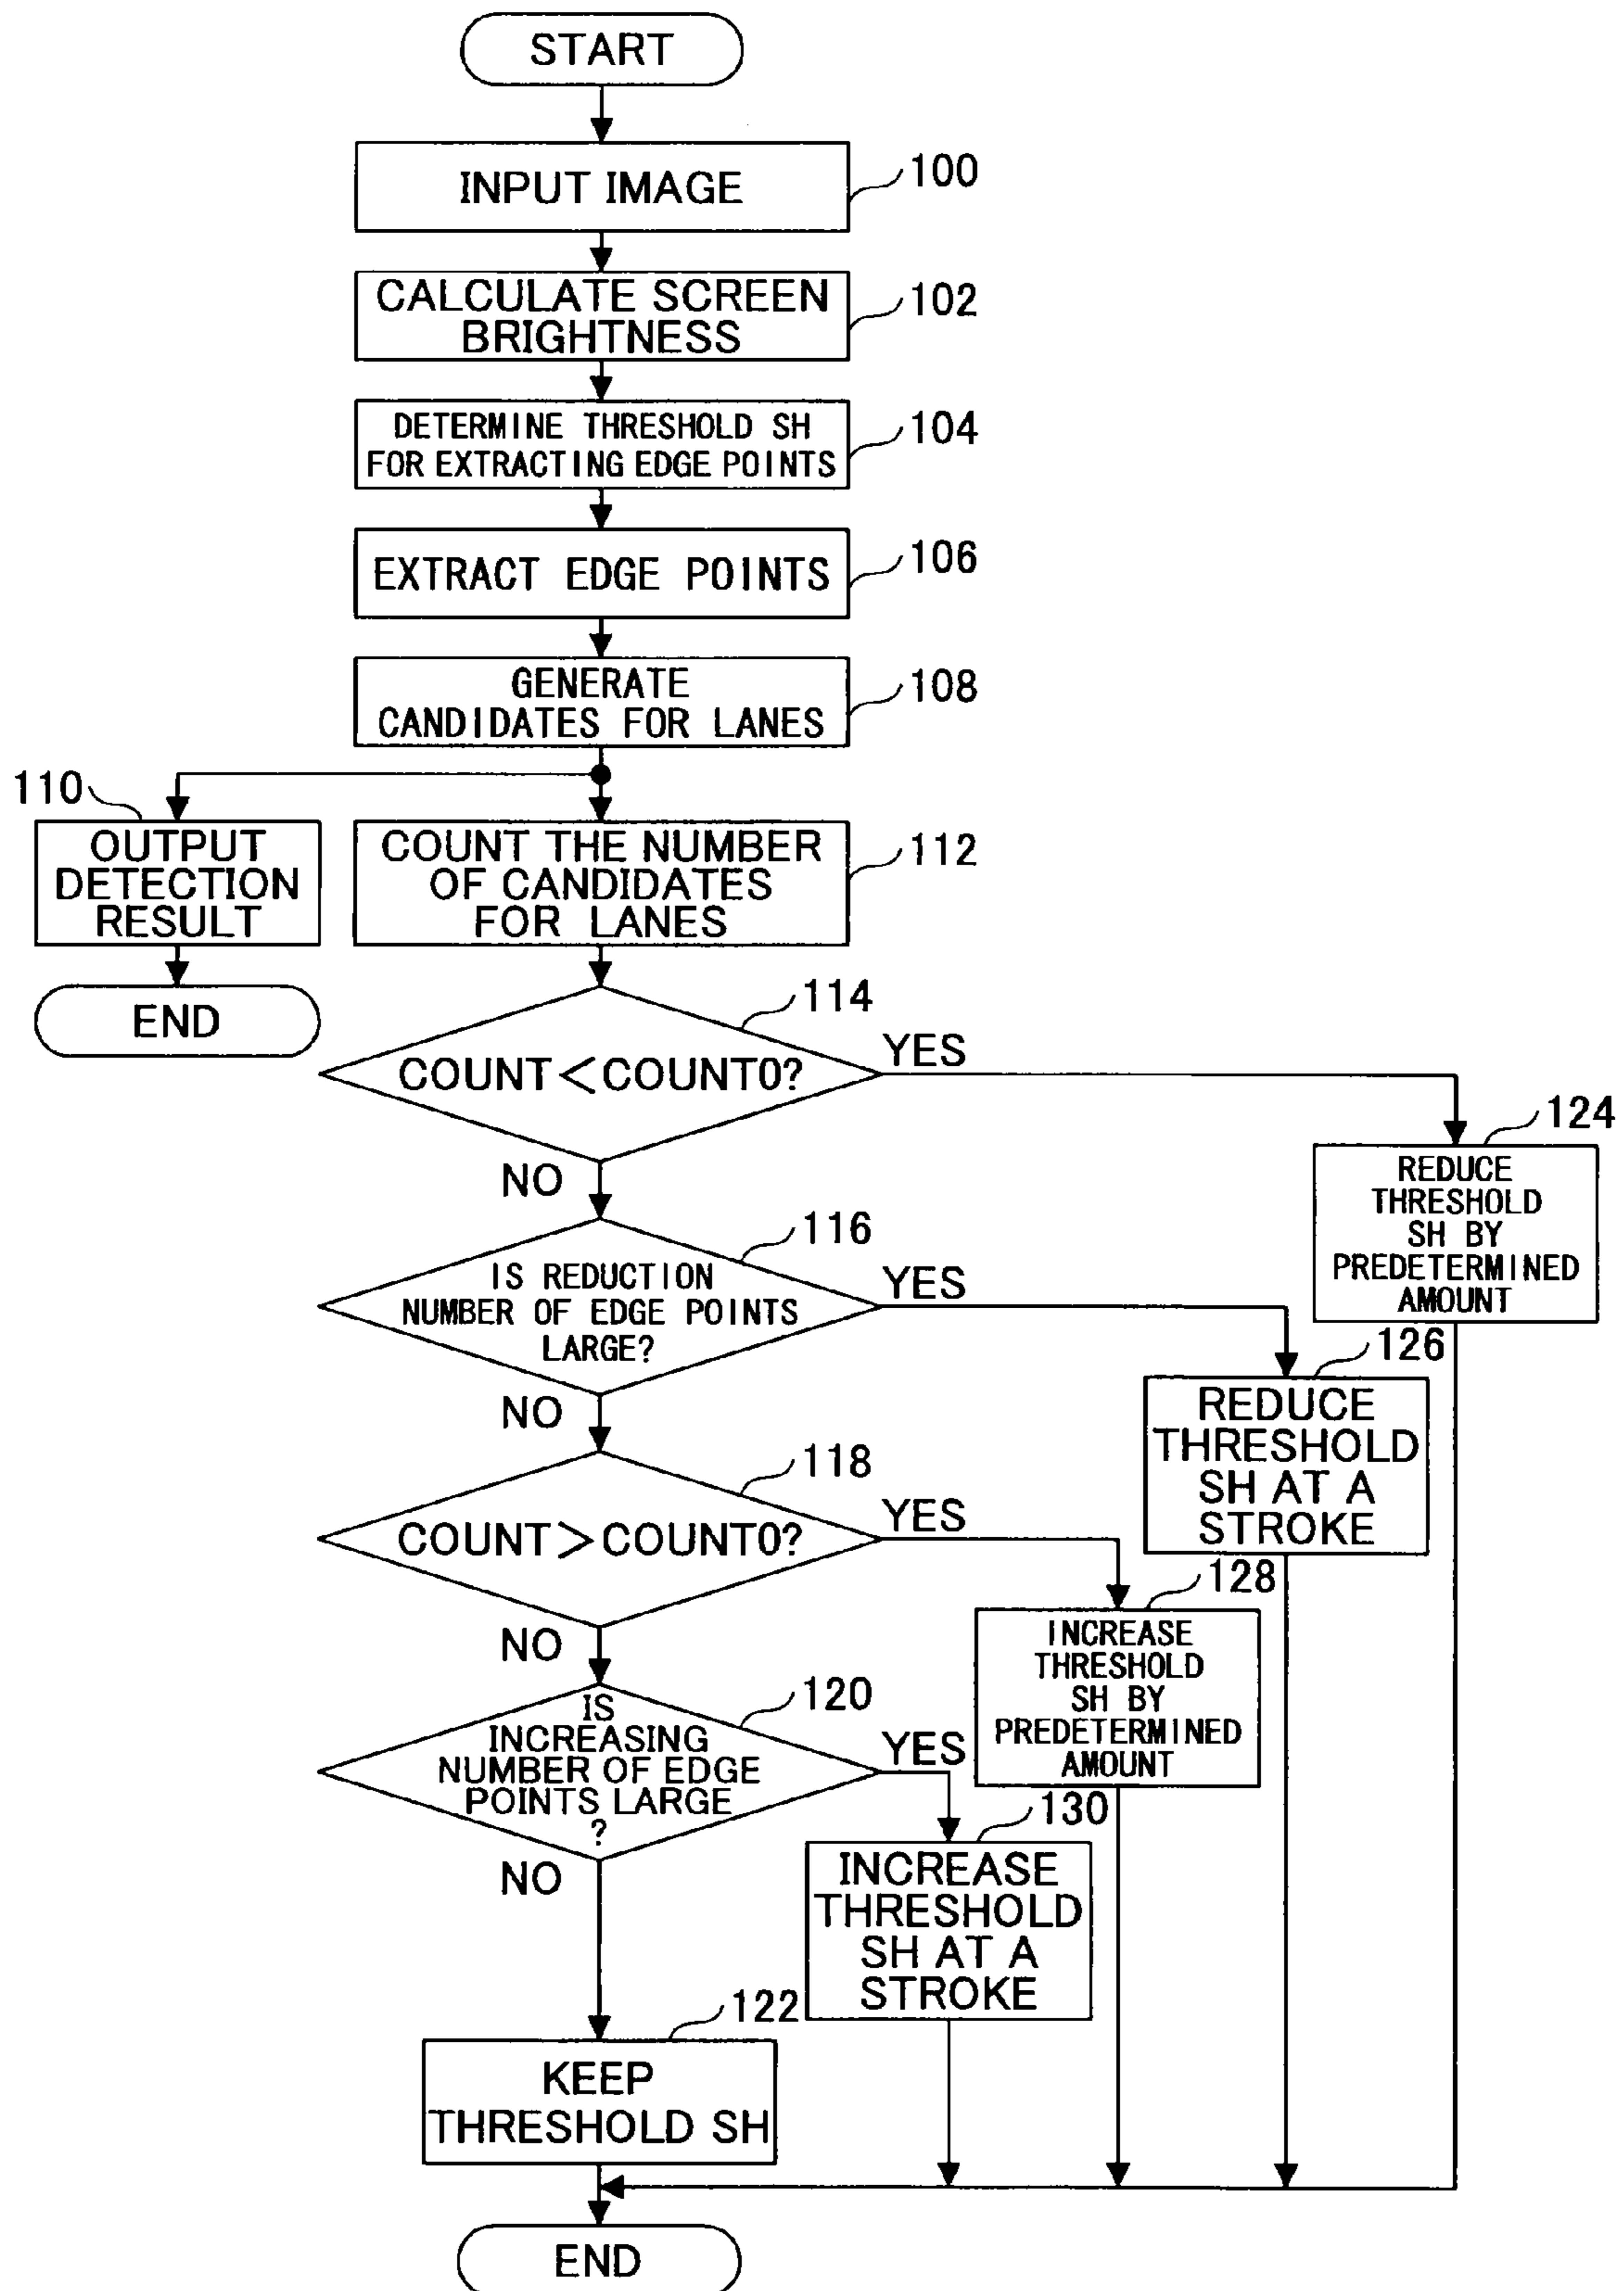 START
INPUT IMAGE
100
CALCULATE SCREEN
BRIGHTNESS
102
DETERMINE THRESHOLD SH
FOR EXTRACTING EDGE POINTS
104
EXTRACT EDGE POINTS
106
GENERATE
CANDIDATES FOR LANES
108
110
OUTPUT
DETECTION
RESULT
END
COUNT THE NUMBER
OF CANDIDATES
FOR LANES
112
COUNT<COUNT0?
114
YES
NO
124
REDUCE
THRESHOLD
SH BY
PREDETERMINED
AMOUNT
IS REDUCTION
NUMBER OF EDGE POINTS
LARGE?
116
YES
NO
126
REDUCE
THRESHOLD
SH AT A
STROKE
COUNT>COUNT0?
118
YES
NO
128
INCREASE
THRESHOLD
SH BY
PREDETERMINED
AMOUNT
IS
INCREASING
NUMBER OF EDGE
POINTS LARGE
?
120
YES
NO
130
INCREASE
THRESHOLD
SH AT A
STROKE
122
KEEP
THRESHOLD SH
END